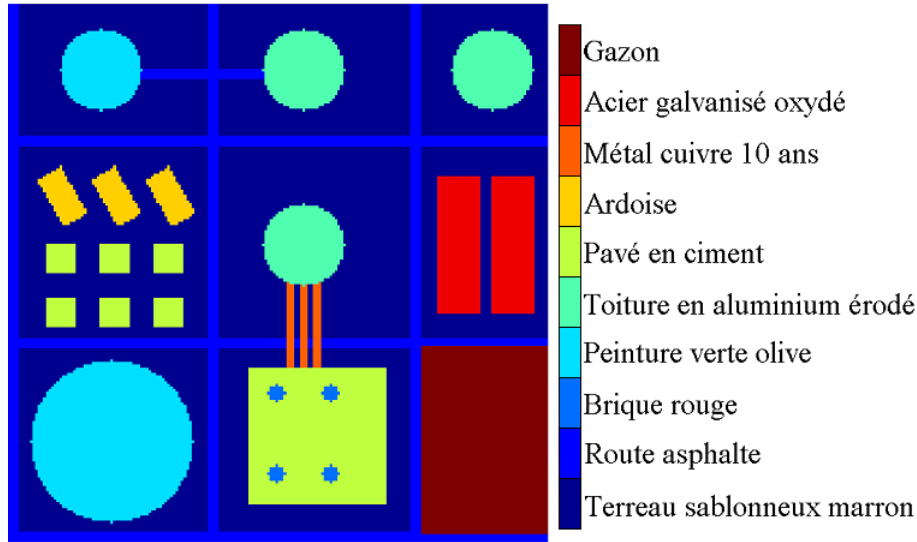 Gazon
Acier galvanisé oxydé
Métal cuivre 10 ans
Ardoise
Pavé en ciment
Toiture en aluminium érodé
Peinture verte olive
Brique rouge
Route asphalte
Terreau sablonneux marron